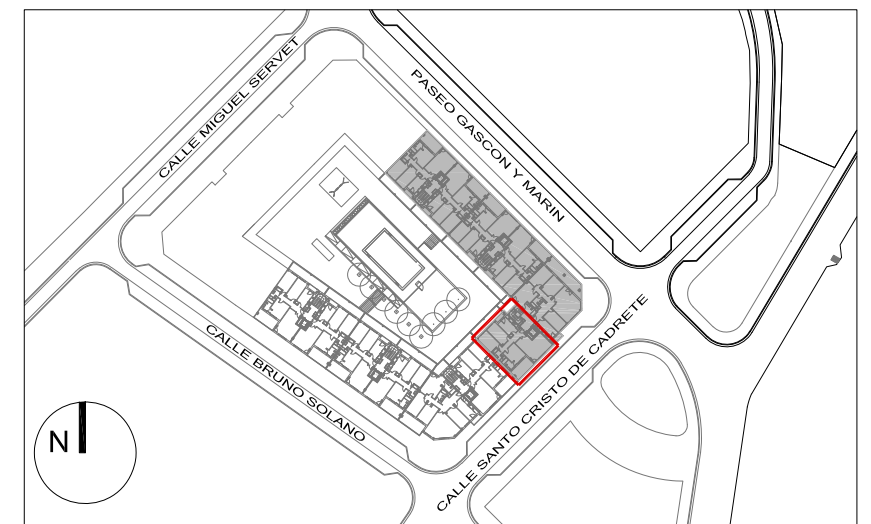 CALLE MIGUEL SERVET
PASEO GASCON Y MARIN
CALLE BRUNO SOLANO
CALLE SANTO CRISTO DE CADRETE
N